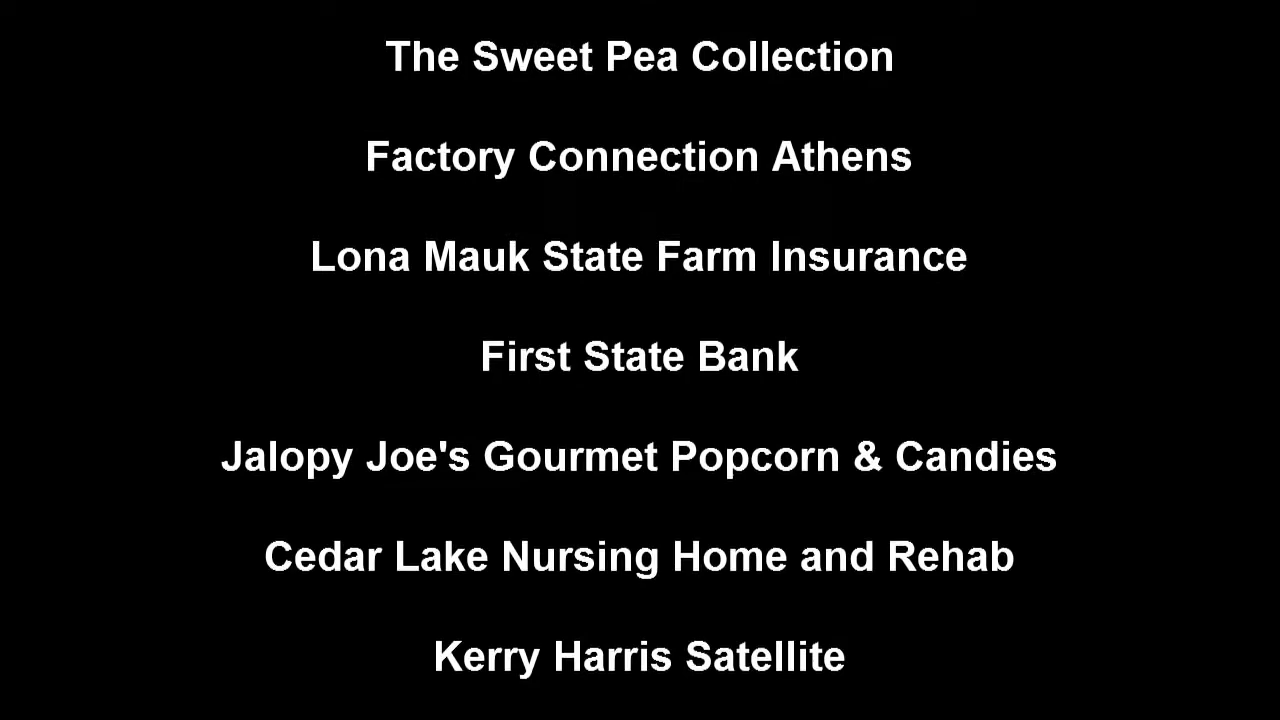 The Sweet Pea Collection
Factory Connection Athens
Lona Mauk State Farm Insurance
First State Bank
Jalopy Joe's Gourmet Popcorn & Candies
Cedar Lake Nursing Home and Rehab
Kerry Harris Satellite